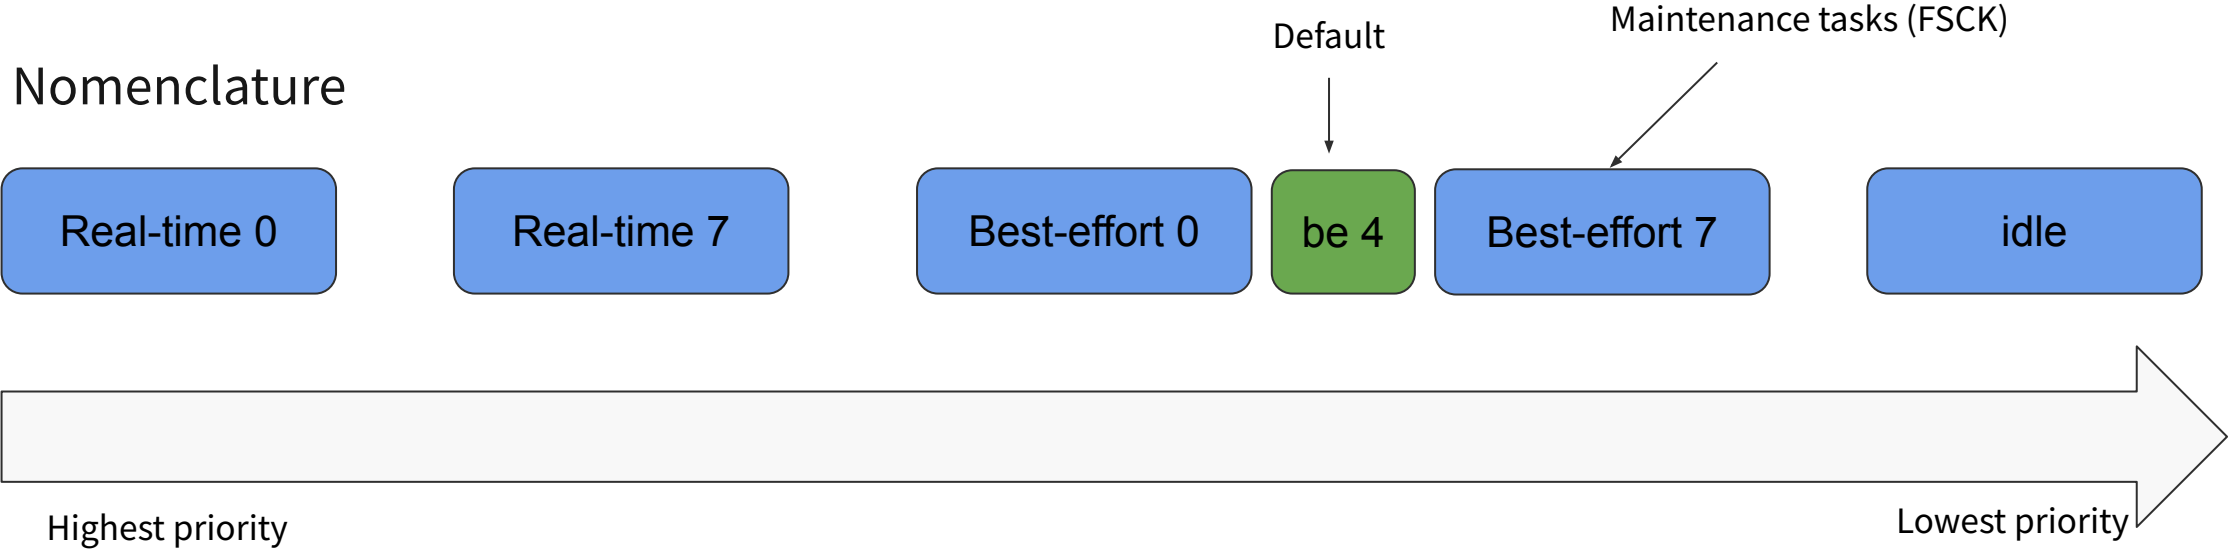 Maintenance tasks (FSCK)
Default
Nomenclature
Real-time 0
Real-time 7
Best-effort 0
be 4
Best-effort 7
idle
Highest priority
Lowest priority